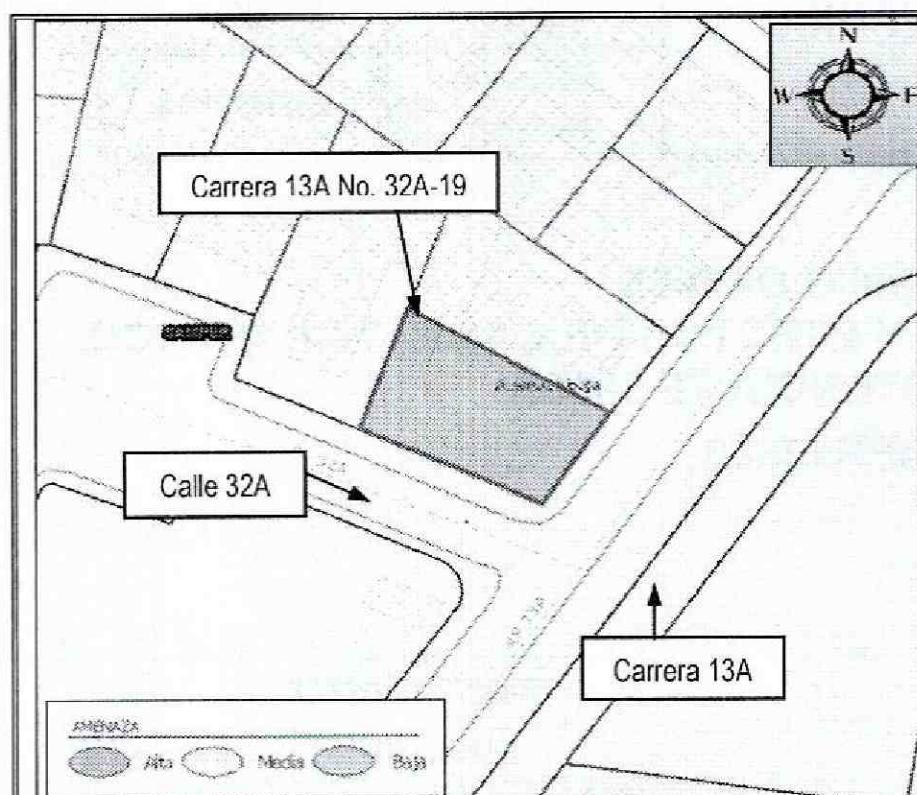 N
W E
S
Carrera 13A No. 32A-19
Calle 32A
Carrera 13A
AMENAZA
Alta Media Baja